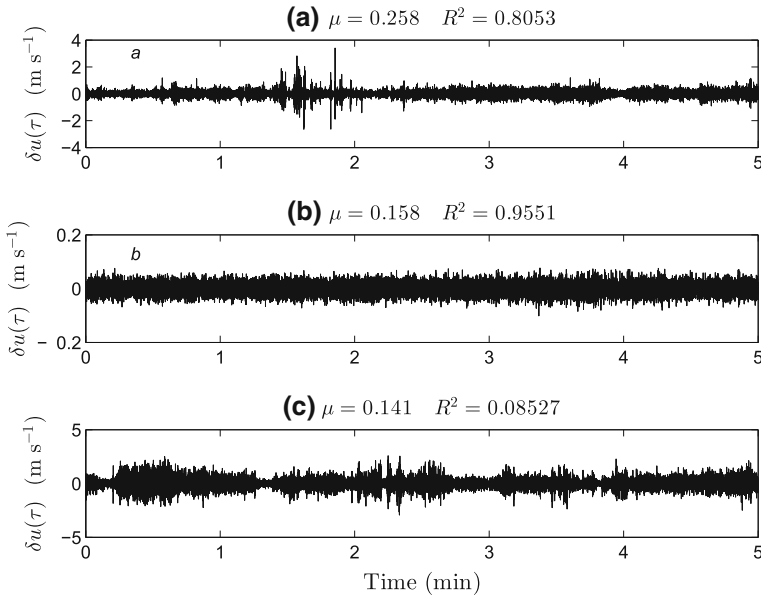 (a) μ = 0.258 R² = 0.8053
δu(τ) (m s⁻¹)
4
2
0
−2
−4
a
0 1 2 3 4 5
(b) μ = 0.158 R² = 0.9551
δu(τ) (m s⁻¹)
0.2
0
− 0.2
b
0 1 2 3 4 5
(c) μ = 0.141 R² = 0.08527
δu(τ) (m s⁻¹)
5
0
−5
0 1 2 3 4 5
Time (min)